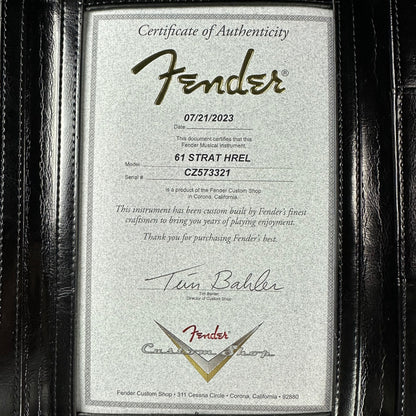 Certificate of Authenticity
Fender®
07/21/2023
Date
This document certifies that this
Fender Musical Instrument.
Model 61 STRAT HREL
Serial # CZ573321
is a product of the Fender Custom Shop
in Corona, California.
This instrument has been custom built by Fender's finest
craftsmen to bring you years of playing enjoyment.
Thank you for purchasing Fender's best.
Tim Bahler
Tim Bahler
Director of Custom Shop
Fender
Custom Shop
Fender Custom Shop • 311 Cessna Circle • Corona, California • 92880